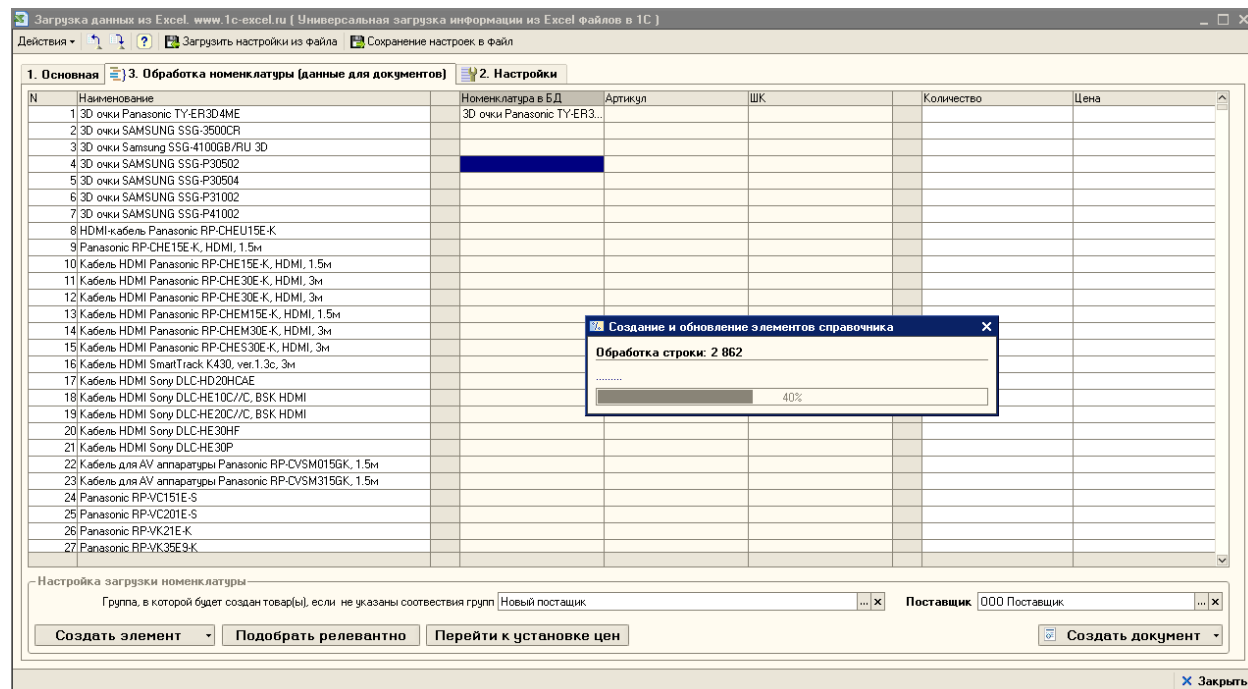 Загрузка данных из Excel. www.1c-excel.ru ( Универсальная загрузка информации из Excel файлов в 1С )
Действия Загрузить настройки из файла Сохранение настроек в файл
1. Основная 3. Обработка номенклатуры (данные для документов) 2. Настройки
N Наименование Номенклатура в БД Артикул ШК Количество Цена
1 3D очки Panasonic TY-ER3D4ME 3D очки Panasonic TY-ER3...
2 3D очки SAMSUNG SSG-3500CR
3 3D очки Samsung SSG-4100GB/RU 3D
4 3D очки SAMSUNG SSG-P30502
5 3D очки SAMSUNG SSG-P30504
6 3D очки SAMSUNG SSG-P31002
7 3D очки SAMSUNG SSG-P41002
8 HDMI-кабель Panasonic RP-CHEU15E-K
9 Panasonic RP-CHE15E-K, HDMI, 1.5м
10 Кабель HDMI Panasonic RP-CHE15E-K, HDMI, 1.5м
11 Кабель HDMI Panasonic RP-CHE30E-K, HDMI, 3м
12 Кабель HDMI Panasonic RP-CHE30E-K, HDMI, 3м
13 Кабель HDMI Panasonic RP-CHEM15E-K, HDMI, 1.5м
14 Кабель HDMI Panasonic RP-CHEM30E-K, HDMI, 3м
15 Кабель HDMI Panasonic RP-CHES30E-K, HDMI, 3м
16 Кабель HDMI SmartTrack K430, ver.1.3c, 3м
17 Кабель HDMI Sony DLC-HD20HCAE
18 Кабель HDMI Sony DLC-HE10C//C, BSK HDMI
19 Кабель HDMI Sony DLC-HE20C//C, BSK HDMI
20 Кабель HDMI Sony DLC-HE30HF
21 Кабель HDMI Sony DLC-HE30P
22 Кабель для AV аппаратуры Panasonic RP-CVSM015GK, 1.5м
23 Кабель для AV аппаратуры Panasonic RP-CVSM315GK, 1.5м
24 Panasonic RP-VC151E-S
25 Panasonic RP-VC201E-S
26 Panasonic RP-VK21E-K
27 Panasonic RP-VK35E9-K
Создание и обновление элементов справочника
Обработка строки: 2 862
.........
40%
Настройка загрузки номенклатуры
Группа, в которой будет создан товар(ы), если не указаны соотвествия групп Новый постащик ... x Поставщик ООО Поставщик ... x
Создать элемент Подобрать релевантно Перейти к установке цен Создать документ
Закрыть